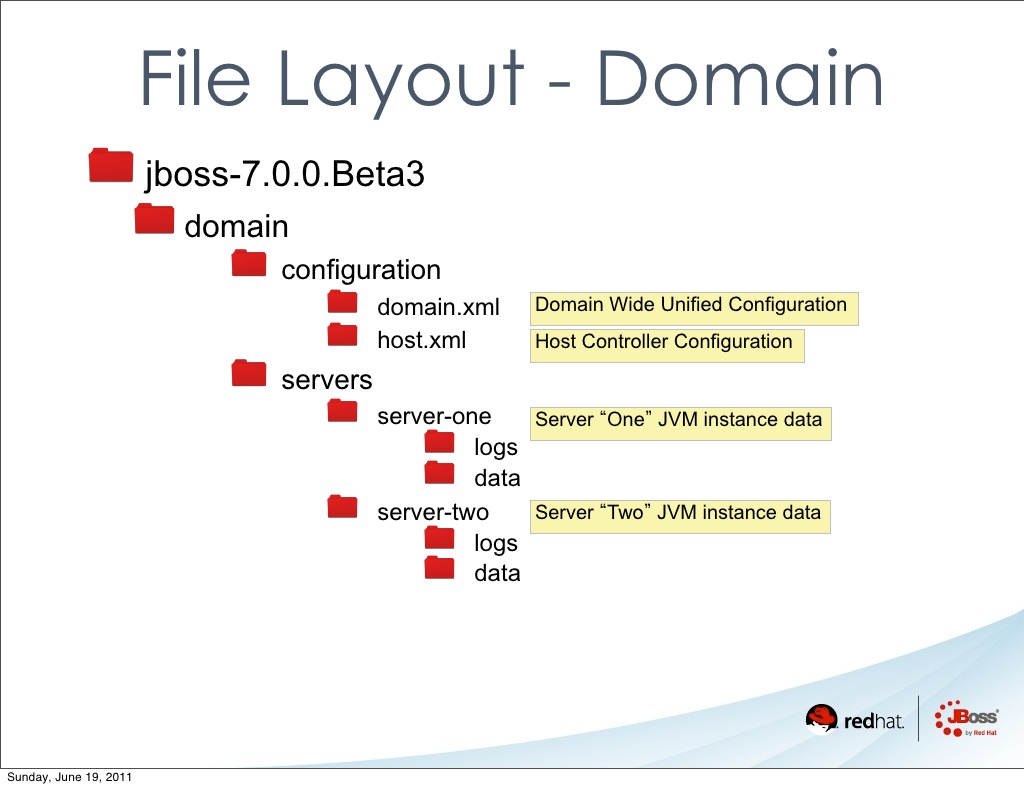 File Layout - Domain
jboss-7.0.0.Beta3
domain
configuration
domain.xml Domain Wide Unified Configuration
host.xml Host Controller Configuration
servers
server-one Server “One” JVM instance data
logs
data
server-two Server “Two” JVM instance data
logs
data
redhat. JBoss
by Red Hat
Sunday, June 19, 2011